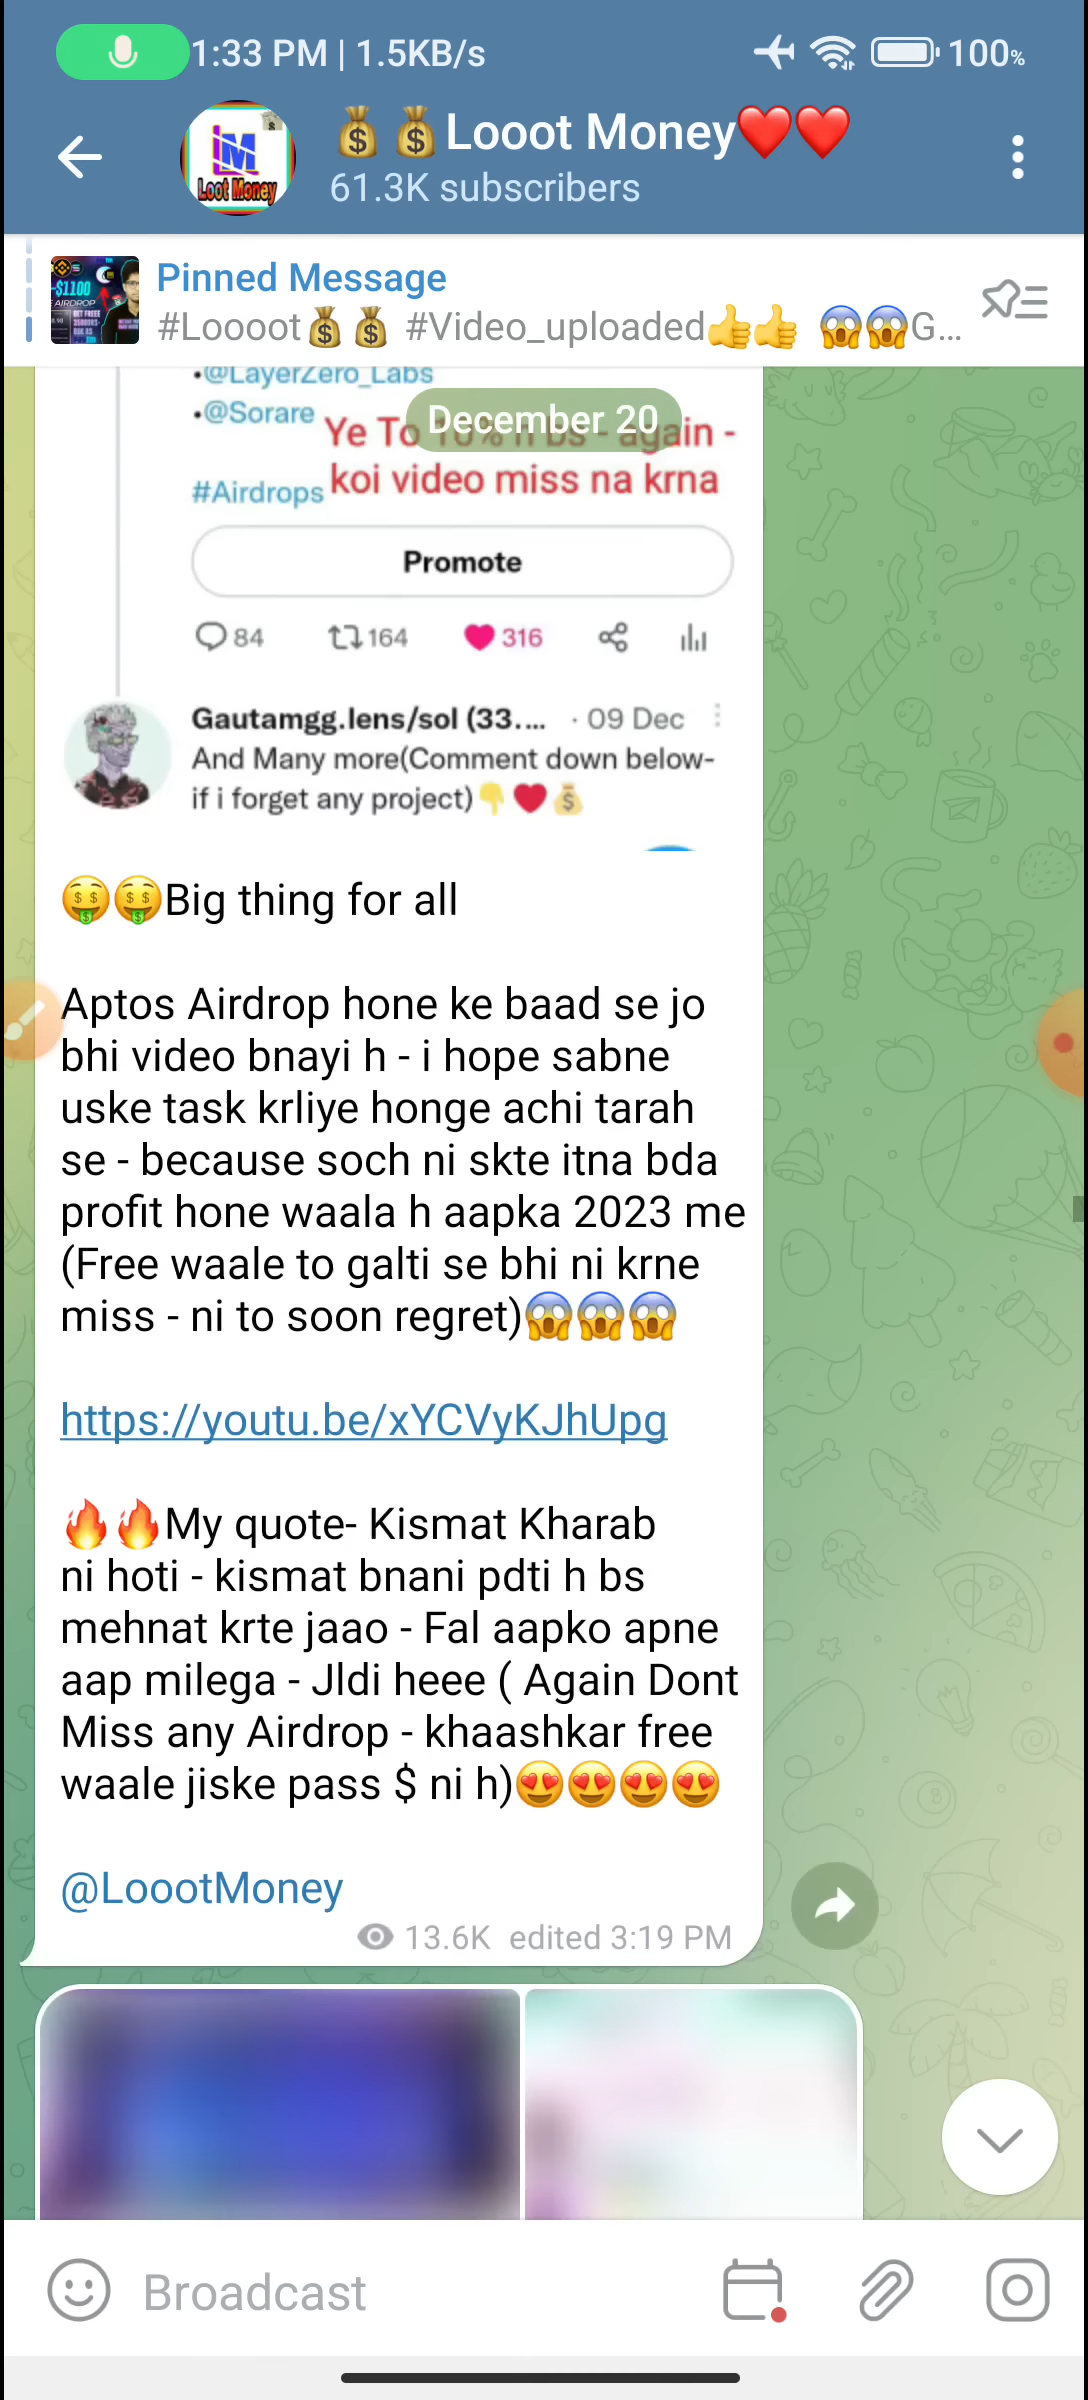 1:33 PM | 1.5KB/s
100%
💰💰Looot Money❤️❤️
LM
Loot Money
61.3K subscribers
$1100
AIRDROP
Pinned Message
#Loooot💰💰 #Video_uploaded👍👍 😱😱G...
•@LayerZero_Labs
•@Sorare
December 20
Ye To 10% h bs - again -
koi video miss na krna
#Airdrops
Promote
84 164 316
Gautamgg.lens/sol (33.... · 09 Dec
And Many more(Comment down below-
if i forget any project)👇❤️💰
🤑🤑Big thing for all
Aptos Airdrop hone ke baad se jo
bhi video bnayi h - i hope sabne
uske task krliye honge achi tarah
se - because soch ni skte itna bda
profit hone waala h aapka 2023 me
(Free waale to galti se bhi ni krne
miss - ni to soon regret)😱😱😱
https://youtu.be/xYCVyKJhUpg
🔥🔥My quote- Kismat Kharab
ni hoti - kismat bnani pdti h bs
mehnat krte jaao - Fal aapko apne
aap milega - Jldi heee ( Again Dont
Miss any Airdrop - khaashkar free
waale jiske pass $ ni h)😍😍😍😍
@LoootMoney
13.6K edited 3:19 PM
Broadcast